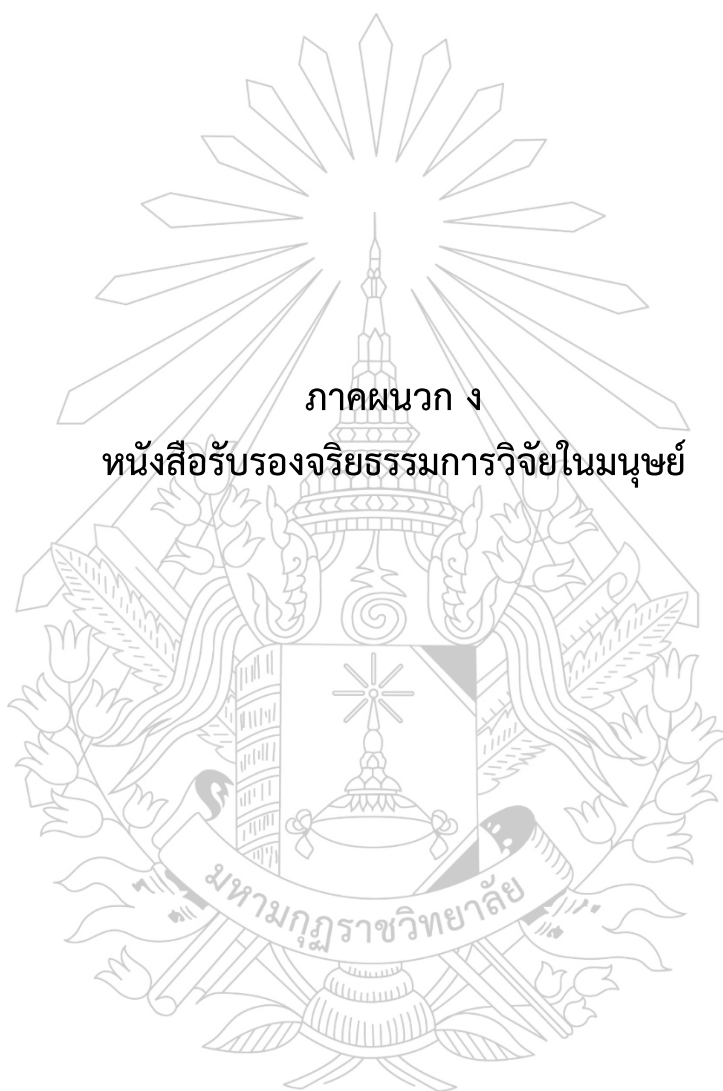 ภาคผนวก ง
หนังสือรับรองจริยธรรมการวิจัยในมนุษย์
มหามกุฏราชวิทยาลัย